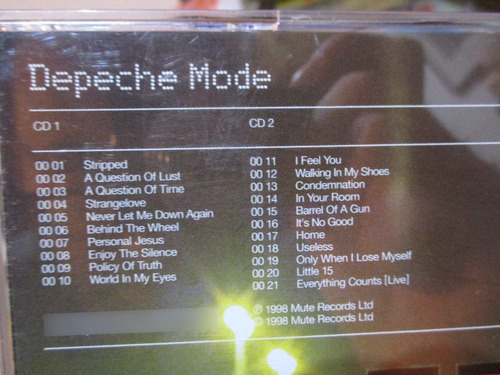 Depeche Mode
CD 1
00 01 Stripped
00 02 A Question Of Lust
00 03 A Question Of Time
00 04 Strangelove
00 05 Never Let Me Down Again
00 06 Behind The Wheel
00 07 Personal Jesus
00 08 Enjoy The Silence
00 09 Policy Of Truth
00 10 World In My Eyes
CD 2
00 11 I Feel You
00 12 Walking In My Shoes
00 13 Condemnation
00 14 In Your Room
00 15 Barrel Of A Gun
00 16 It's No Good
00 17 Home
00 18 Useless
00 19 Only When I Lose Myself
00 20 Little 15
00 21 Everything Counts [Live]
℗ 1998 Mute Records Ltd
© 1998 Mute Records Ltd